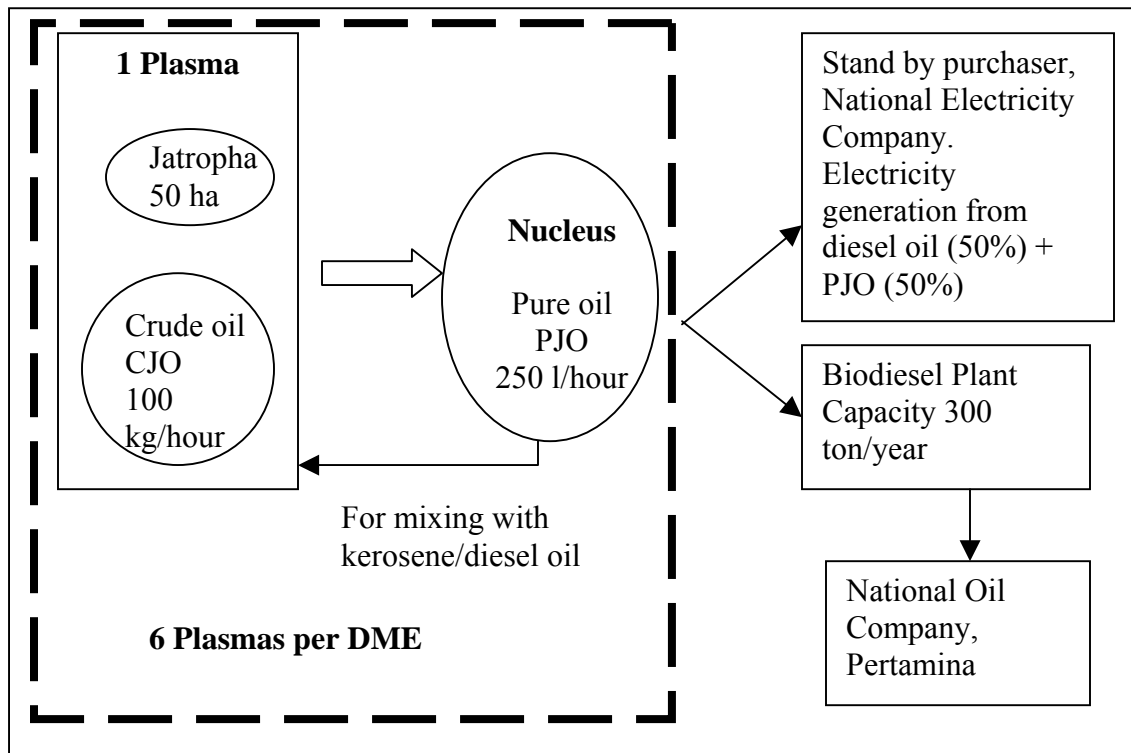 1 Plasma
Jatropha
50 ha
Crude oil
CJO
100
kg/hour
Nucleus
Pure oil
PJO
250 l/hour
For mixing with
kerosene/diesel oil
6 Plasmas per DME
Stand by purchaser,
National Electricity
Company.
Electricity
generation from
diesel oil (50%) +
PJO (50%)
Biodiesel Plant
Capacity 300
ton/year
National Oil
Company,
Pertamina